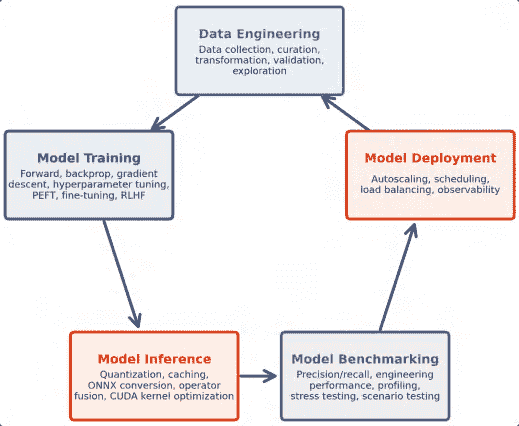 Data Engineering
Data collection, curation,
transformation, validation,
exploration
Model Training
Forward, backprop, gradient
descent, hyperparameter tuning,
PEFT, fine-tuning, RLHF
Model Deployment
Autoscaling, scheduling,
load balancing, observability
Model Inference
Quantization, caching,
ONNX conversion, operator
fusion, CUDA kernel optimization
Model Benchmarking
Precision/recall, engineering
performance, profiling,
stress testing, scenario testing